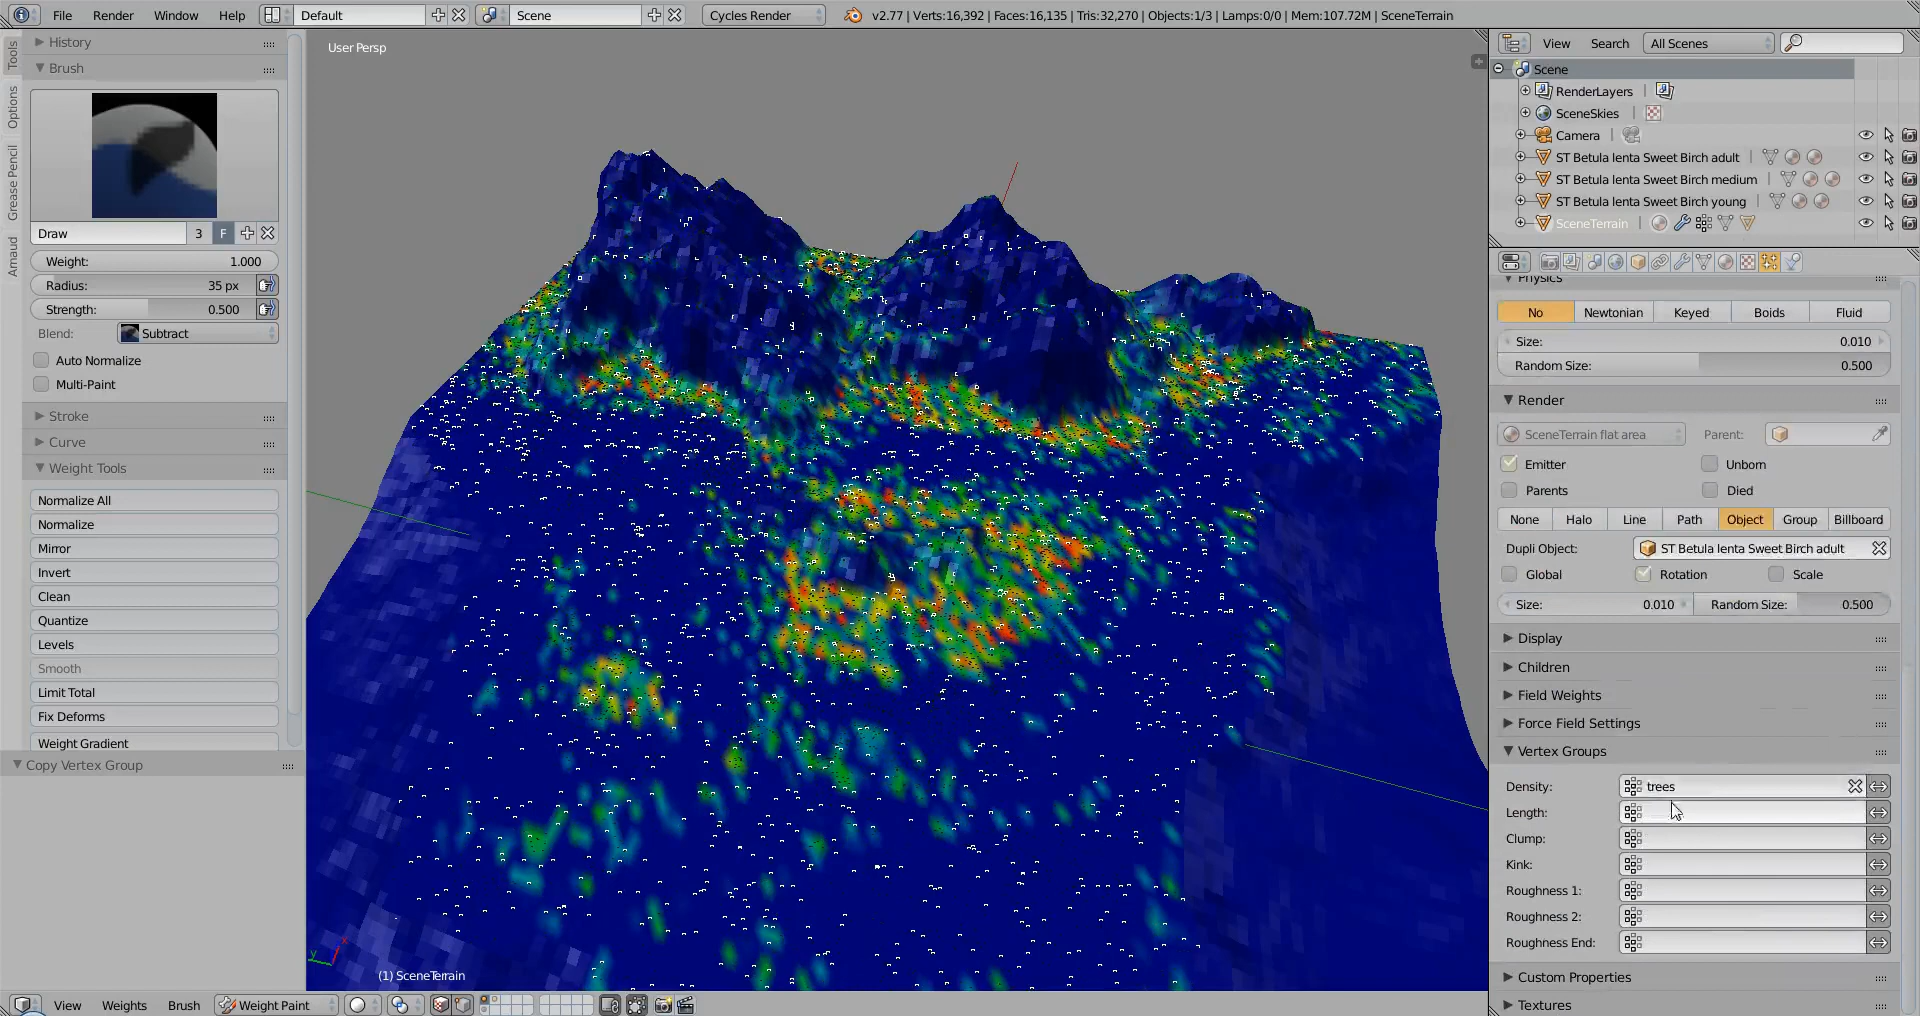 File Render Window Help Default Scene Cycles Render v2.77 | Verts:16,392 | Faces:16,135 | Tris:32,270 | Objects:1/3 | Lamps:0/0 | Mem:107.72M | SceneTerrain
Tools
Options
Grease Pencil
History
Brush
Draw 3 F
Weight: 1.000
Radius: 35 px
Strength: 0.500
Blend: Subtract
Auto Normalize
Multi-Paint
Stroke
Curve
Weight Tools
Normalize All
Normalize
Mirror
Invert
Clean
Quantize
Levels
Smooth
Limit Total
Fix Deforms
Weight Gradient
Copy Vertex Group
User Persp
(1) SceneTerrain
View Weights Brush Weight Paint
View Search All Scenes
Scene
RenderLayers
SceneSkies
Camera
ST Betula lenta Sweet Birch adult
ST Betula lenta Sweet Birch medium
ST Betula lenta Sweet Birch young
SceneTerrain
Physics
No Newtonian Keyed Boids Fluid
Size: 0.010
Random Size: 0.500
Render
SceneTerrain flat area Parent:
Emitter Unborn
Parents Died
None Halo Line Path Object Group Billboard
Dupli Object: ST Betula lenta Sweet Birch adult
Global Rotation Scale
Size: 0.010 Random Size: 0.500
Display
Children
Field Weights
Force Field Settings
Vertex Groups
Density: trees
Length:
Clump:
Kink:
Roughness 1:
Roughness 2:
Roughness End:
Custom Properties
Textures